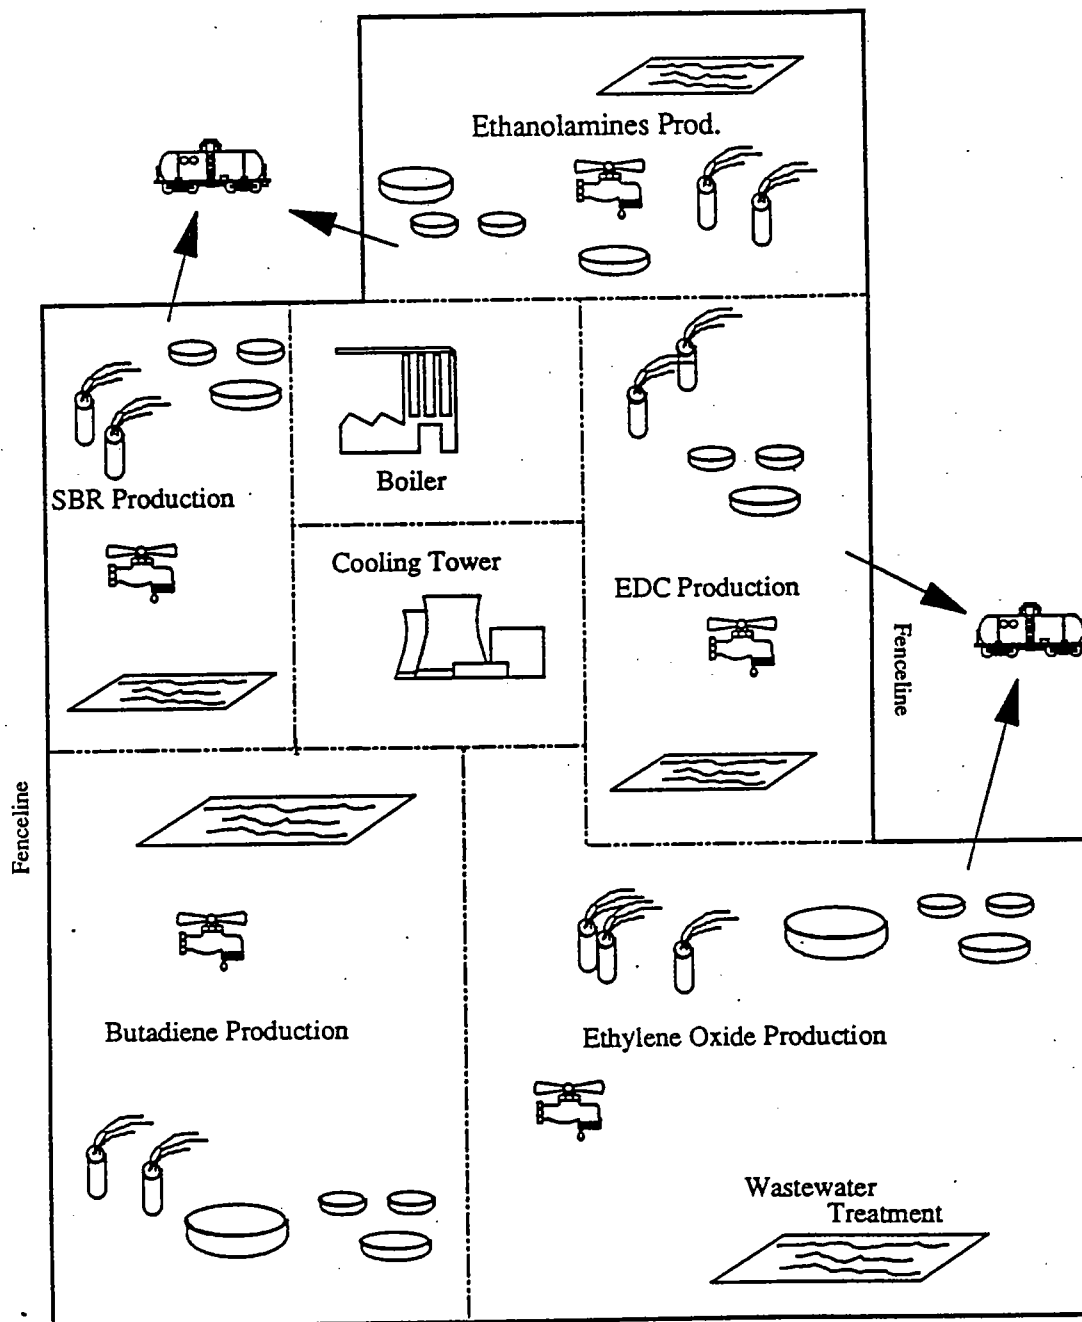 Ethanolamines Prod.
SBR Production
Boiler
Cooling Tower
EDC Production
Fenceline
Fenceline
Butadiene Production
Ethylene Oxide Production
Wastewater
Treatment